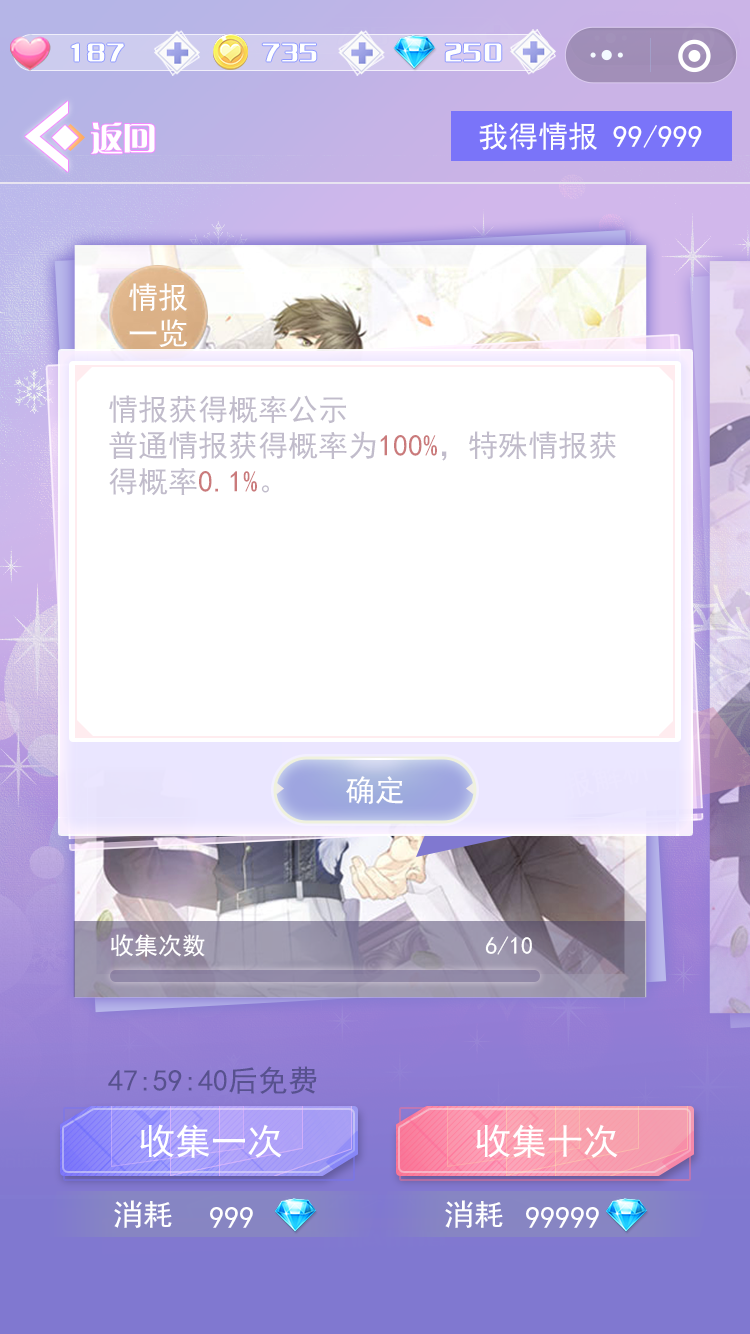 187 735 250
返回
我得情报 99/999
情报
一览
情报获得概率公示
普通情报获得概率为100%，特殊情报获
得概率0.1%。
确定
收集次数 6/10
47:59:40后免费
收集一次 收集十次
消耗 999 消耗 99999